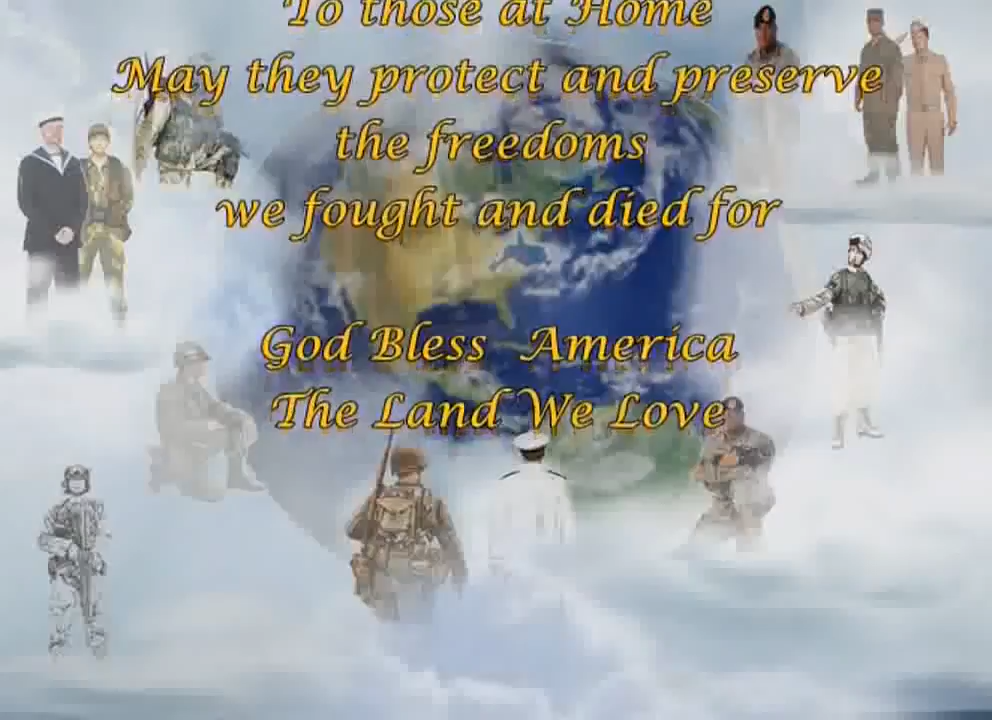 To those at Home
May they protect and preserve
the freedoms
we fought and died for
God Bless America
The Land We Love